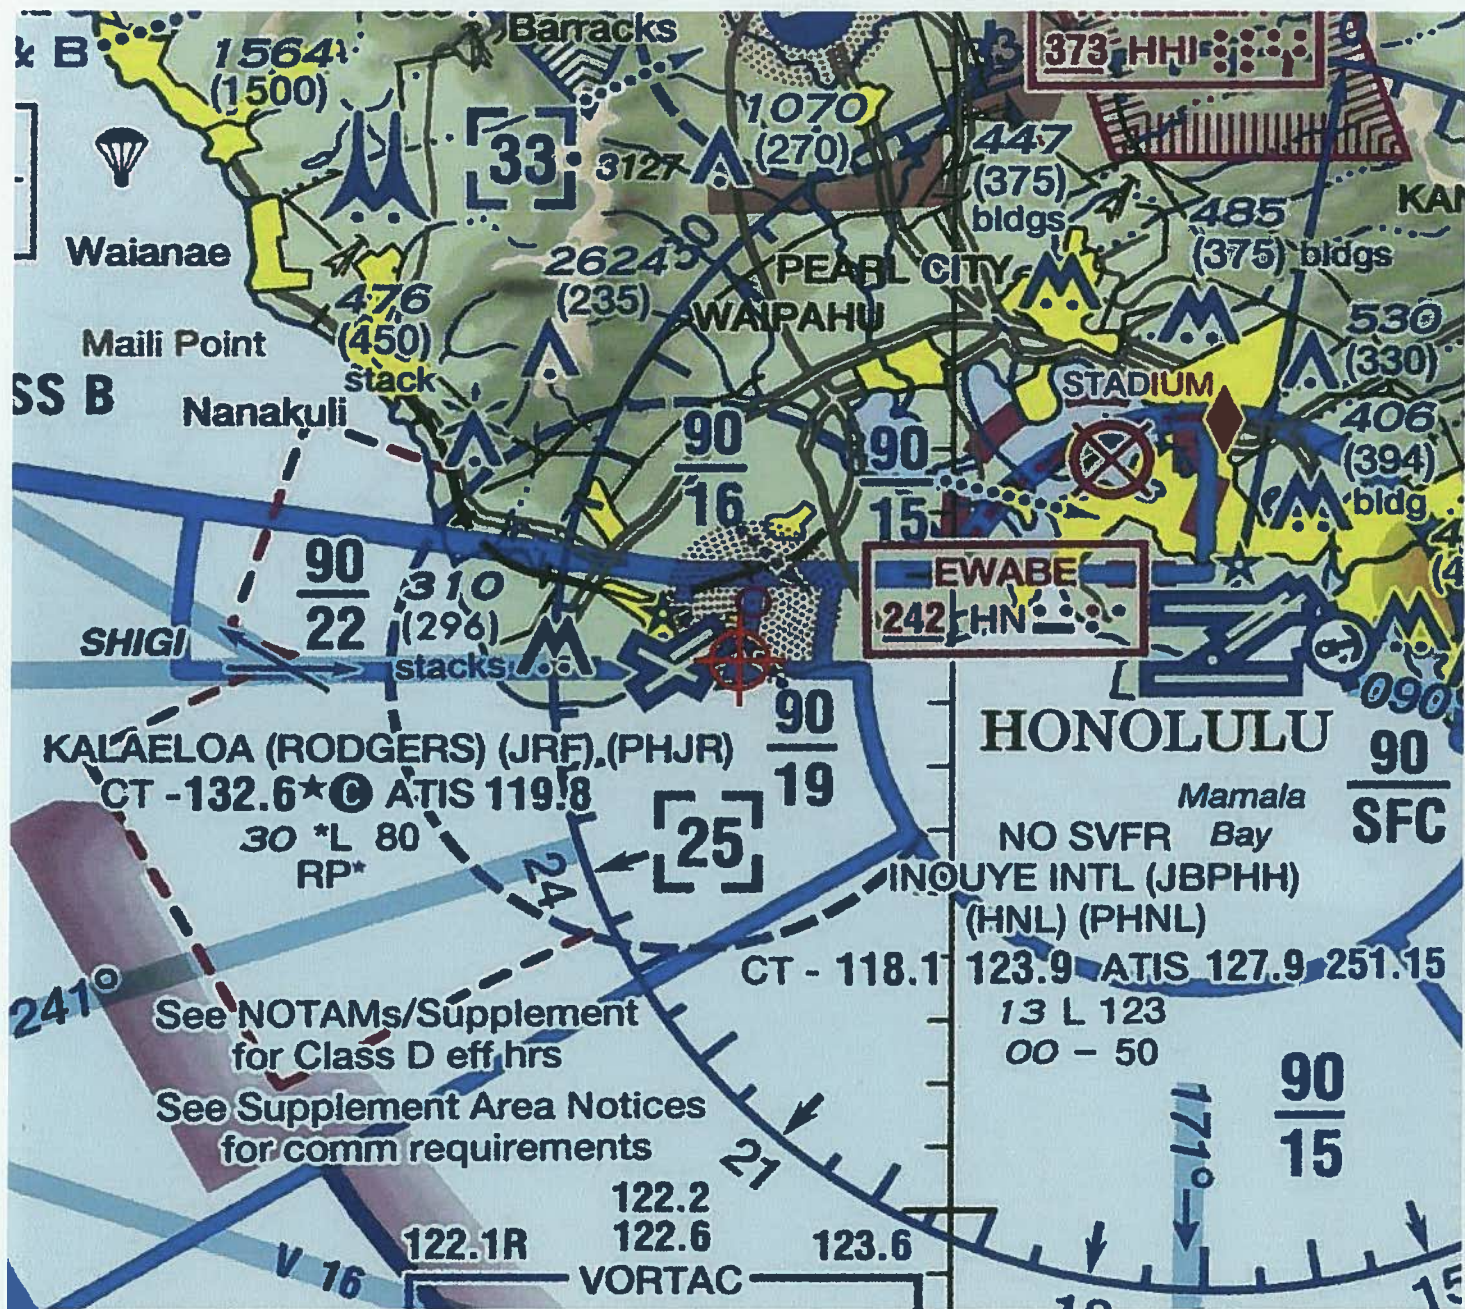 Barracks
373 HHI
& B
1564
(1500)
33
3127
1070
(270)
447
(375)
bldgs
485
(375) bldgs
Waianae
2624
(235)
30
PEARL CITY
WAIPAHU
476
(450)
stack
Maili Point
530
(330)
SS B
Nanakuli
STADIUM
406
(394)
bldg
90
16
90
15
90
22
310
(296)
stacks
EWABE
242 HN
SHIGI
090
HONOLULU
90
19
90
SFC
KALAELOA (RODGERS) (JRF) (PHJR)
CT - 132.6 ★ C ATIS 119.8
30 *L 80
RP*
25
24
Mamala
Bay
NO SVFR
INOUYE INTL (JBPHH)
(HNL) (PHNL)
CT - 118.1 123.9 ATIS 127.9 251.15
13 L 123
00 - 50
241°
See NOTAMs/Supplement
for Class D eff hrs
See Supplement Area Notices
for comm requirements
21
171°
90
15
122.2
122.1R 122.6 123.6
VORTAC
V 16
15